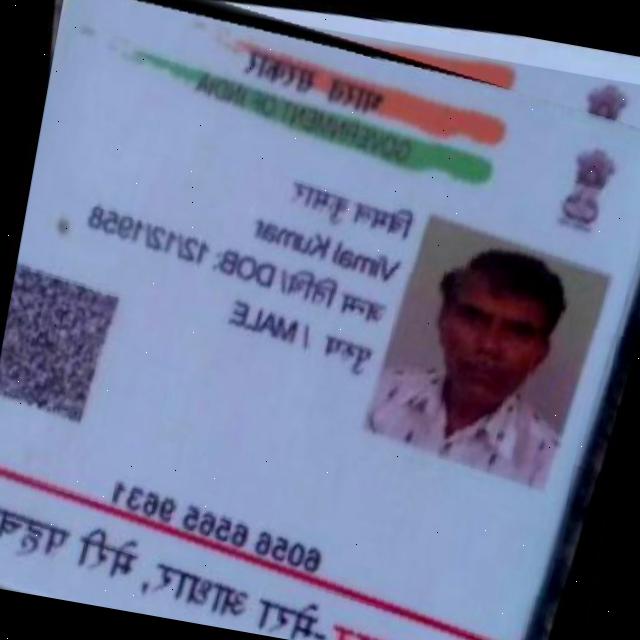 भारत सरकार
GOVERNMENT OF INDIA
विमल कुमार
Vimal Kumar
जन्म तिथि/ DOB: 12/12/1958
पुरुष / MALE
6056 6565 9631
मेरा आधार, मेरी पहचान